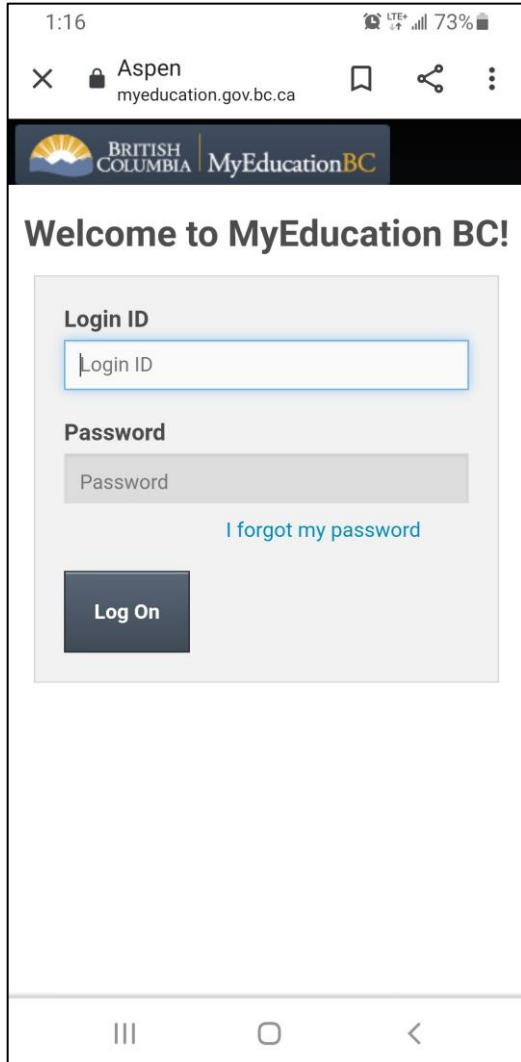 1:16 LTE+ 73%
Aspen
myeducation.gov.bc.ca
BRITISH
COLUMBIA MyEducationBC
Welcome to MyEducation BC!
Login ID
Login ID
Password
Password
I forgot my password
Log On